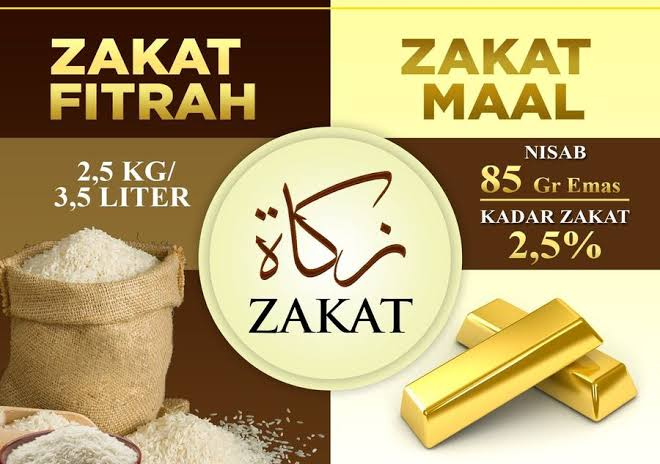 ZAKAT
FITRAH
2,5 KG/
3,5 LITER
زكاة
ZAKAT
ZAKAT
MAAL
NISAB
85 Gr Emas
KADAR ZAKAT
2,5%